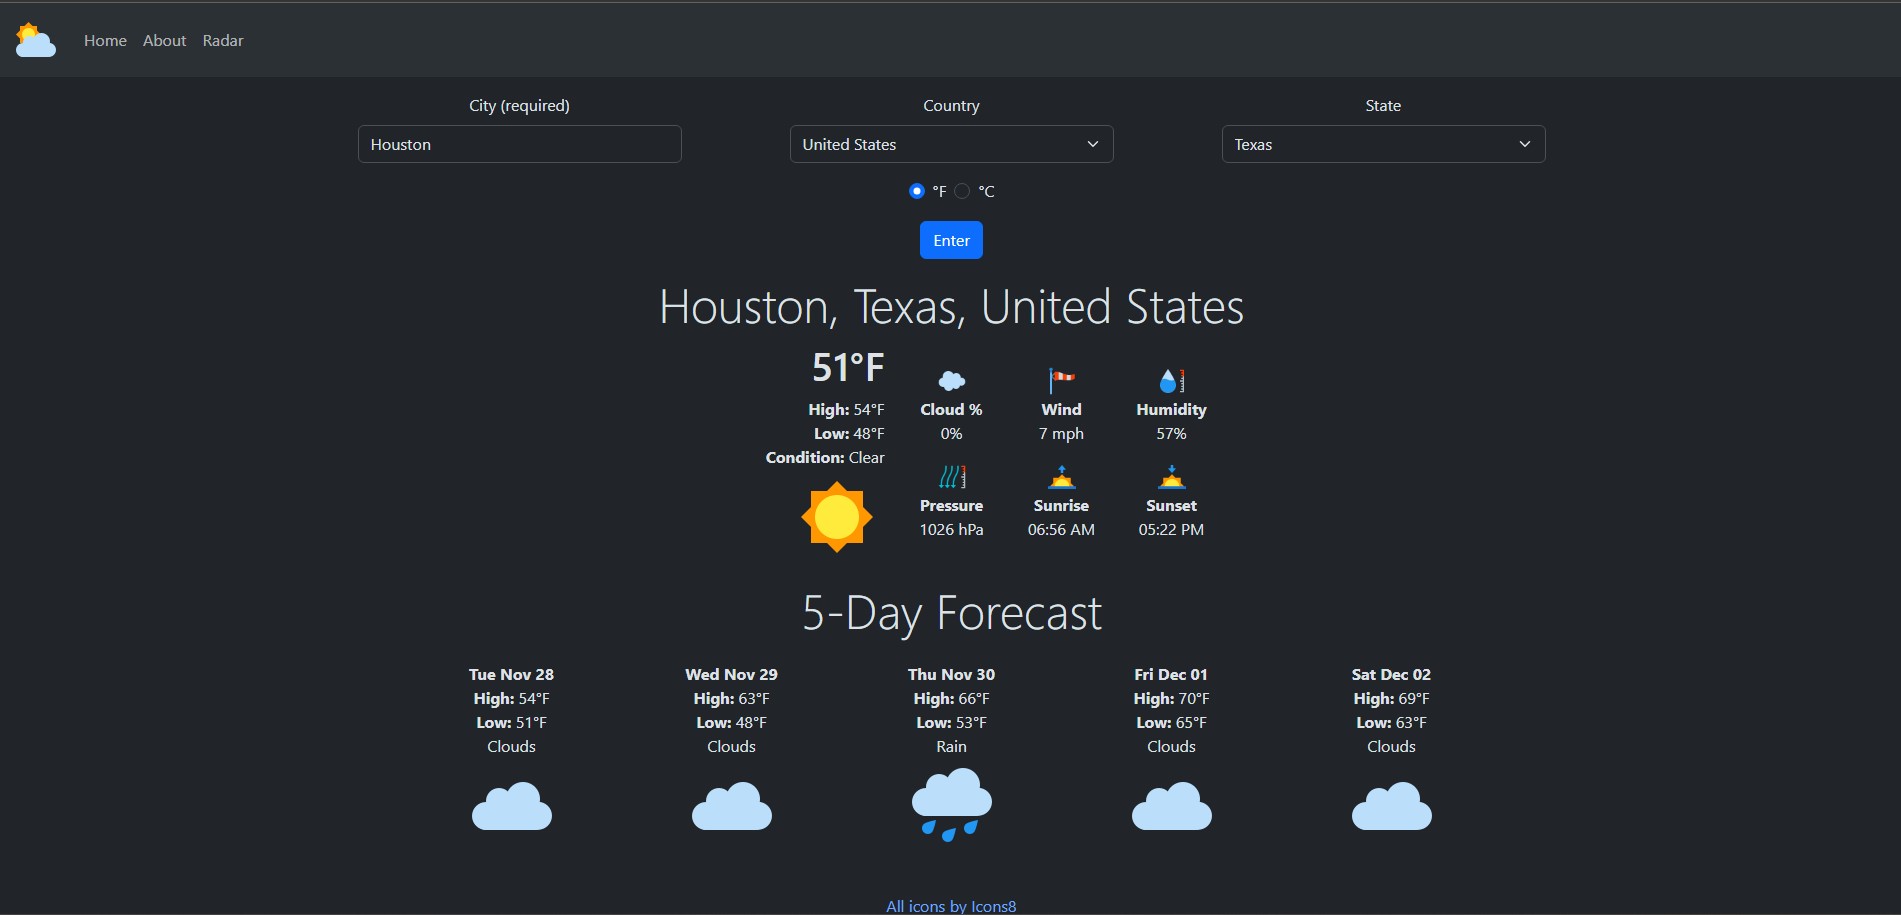 Home About Radar
City (required) Country State
Houston United States Texas
°F °C
Enter
Houston, Texas, United States
51°F
High: 54°F
Low: 48°F
Condition: Clear
Cloud % Wind Humidity
0% 7 mph 57%
Pressure Sunrise Sunset
1026 hPa 06:56 AM 05:22 PM
5-Day Forecast
Tue Nov 28 Wed Nov 29 Thu Nov 30 Fri Dec 01 Sat Dec 02
High: 54°F High: 63°F High: 66°F High: 70°F High: 69°F
Low: 51°F Low: 48°F Low: 53°F Low: 65°F Low: 63°F
Clouds Clouds Rain Clouds Clouds
All icons by Icons8